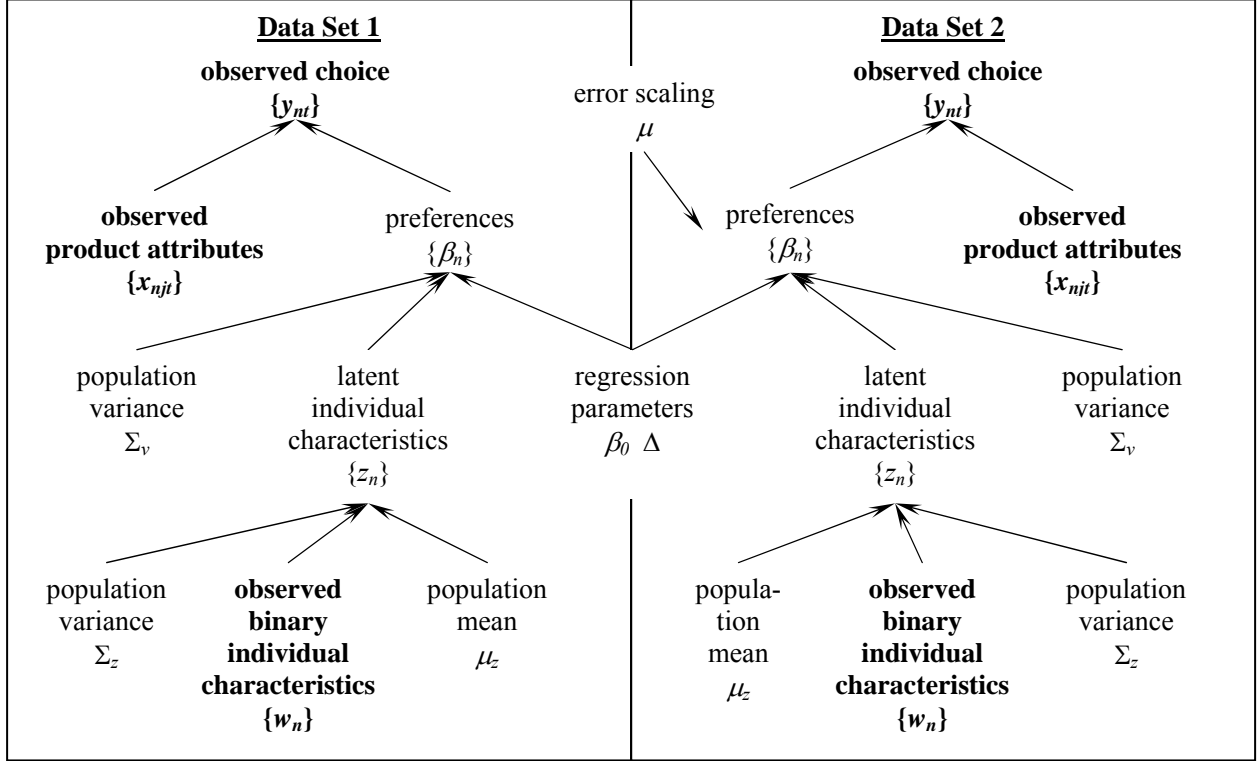 Data Set 1
observed choice
{y_nt}
observed
product attributes
{x_njt}
preferences
{β_n}
population
variance
Σ_v
latent
individual
characteristics
{z_n}
population
variance
Σ_z
observed
binary
individual
characteristics
{w_n}
population
mean
μ_z
error scaling
μ
regression
parameters
β_0 Δ
Data Set 2
observed choice
{y_nt}
preferences
{β_n}
observed
product attributes
{x_njt}
latent
individual
characteristics
{z_n}
population
variance
Σ_v
popula-
tion
mean
μ_z
observed
binary
individual
characteristics
{w_n}
population
variance
Σ_z